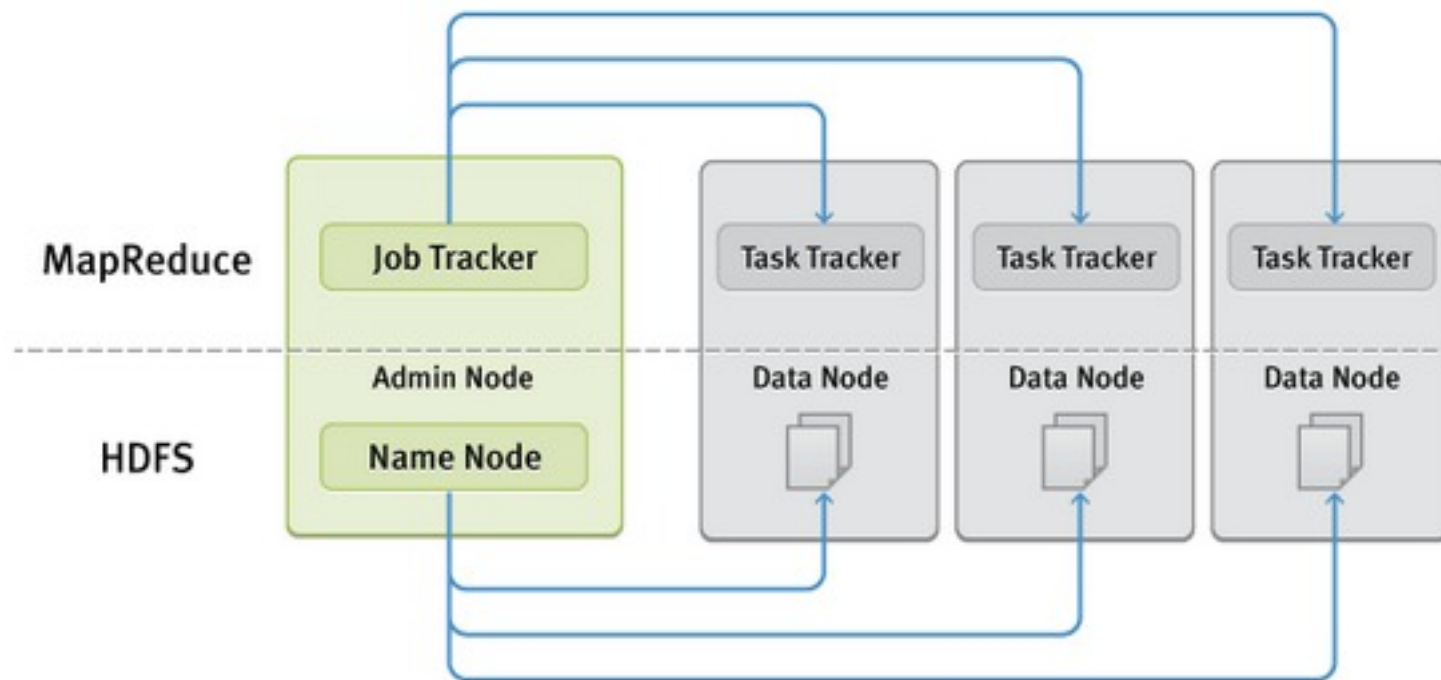 MapReduce
Job Tracker
Task Tracker
Task Tracker
Task Tracker
Admin Node
Data Node
Data Node
Data Node
HDFS
Name Node